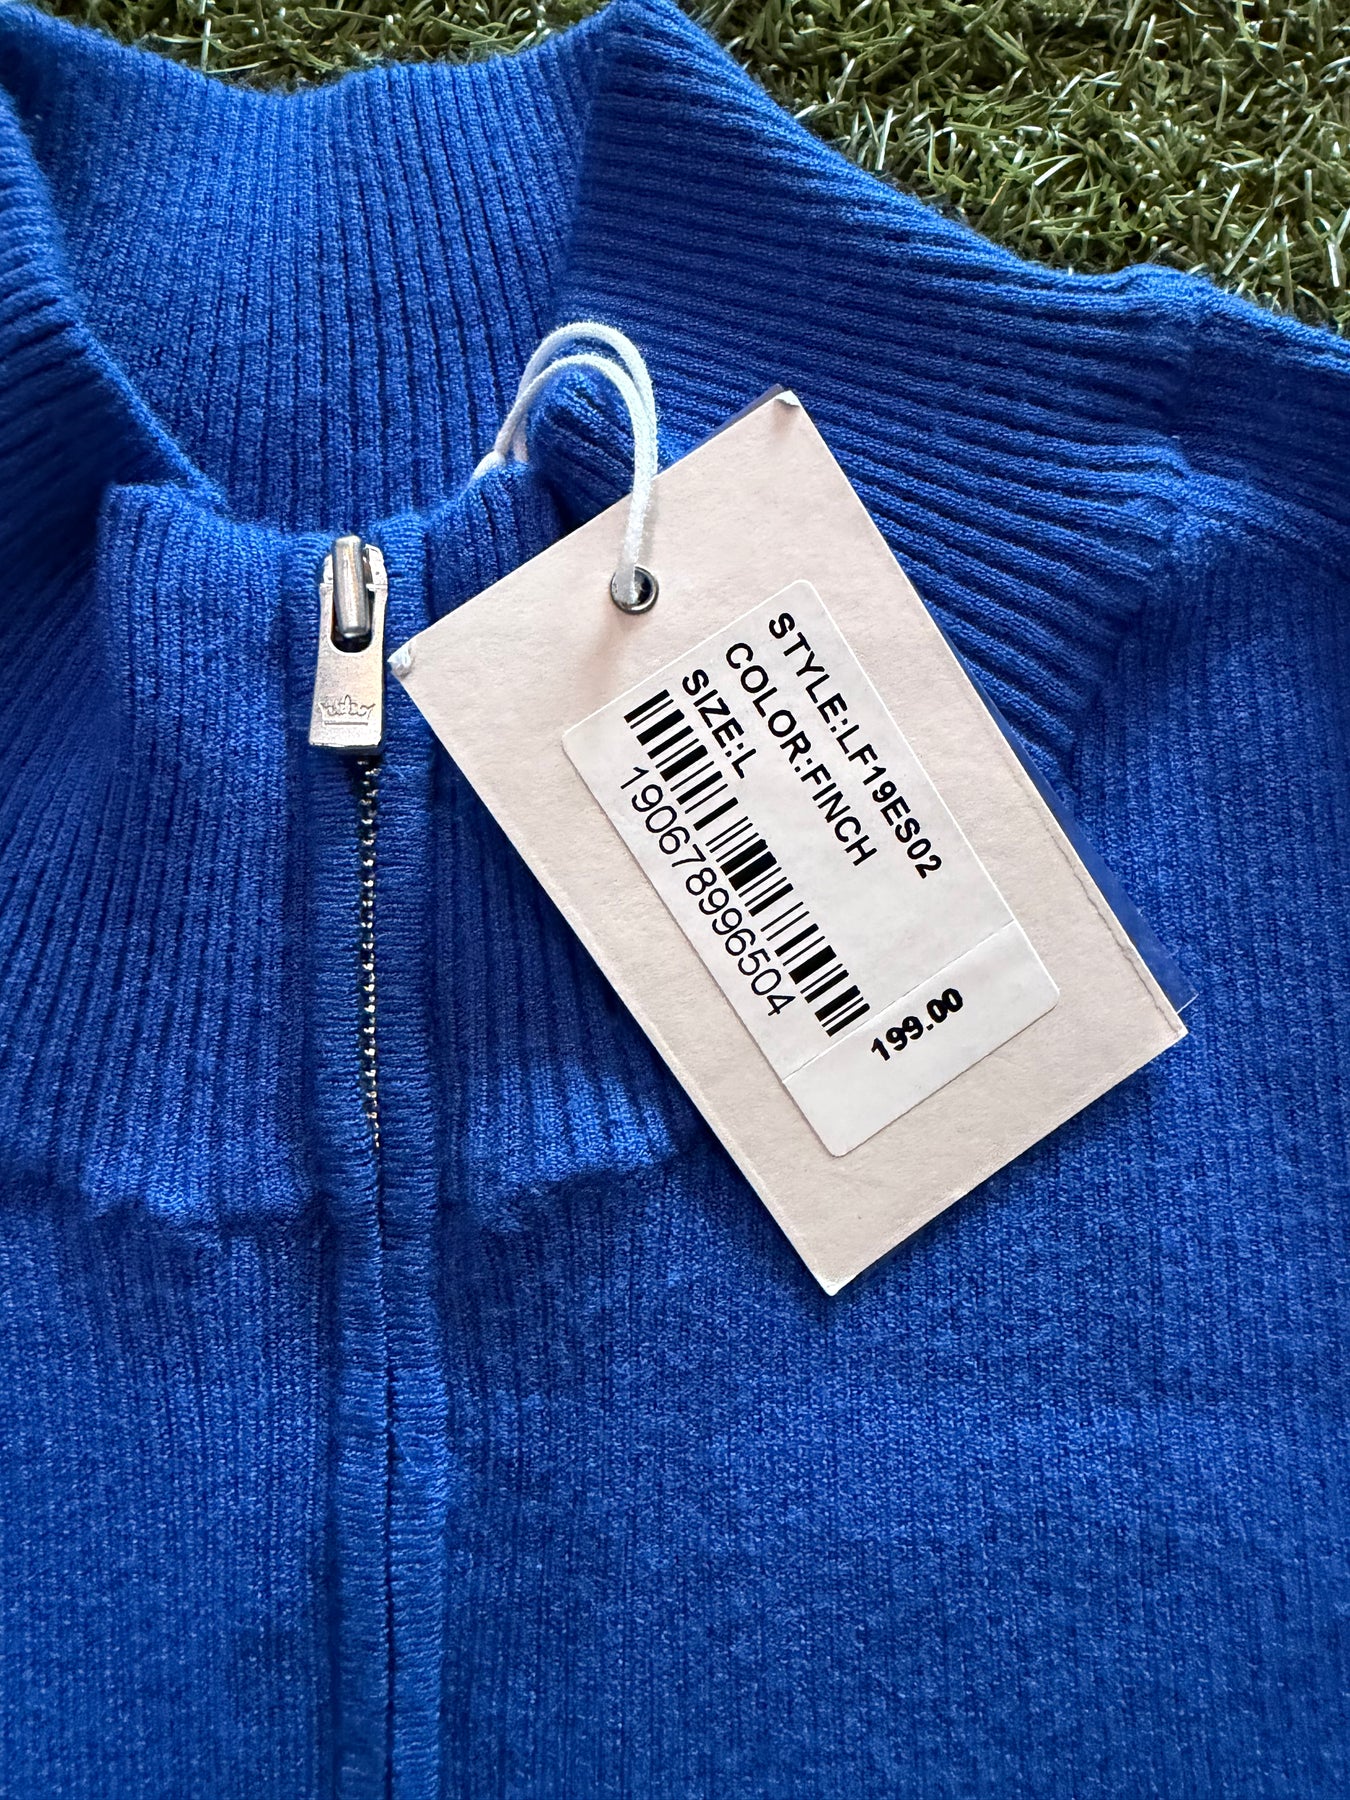 STYLE:LF19ES02
COLOR:FINCH
SIZE:L
190678996504
199.00